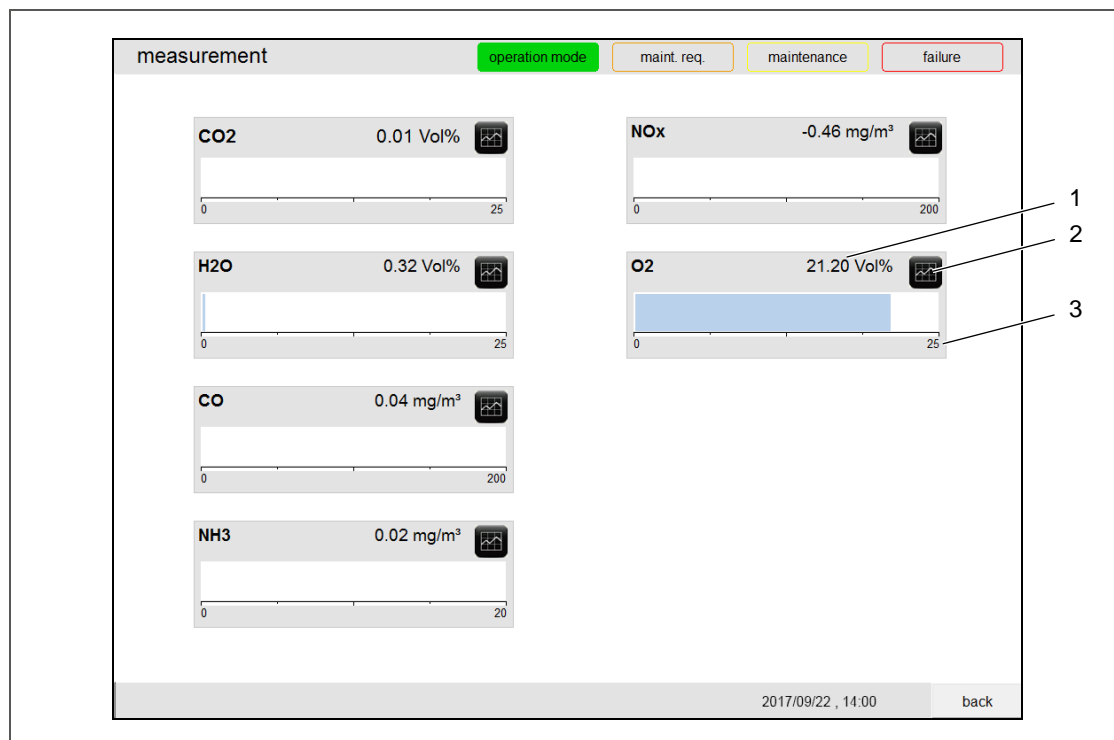 measurement operation mode maint. req. maintenance failure
CO2 0.01 Vol%
0 25
NOx -0.46 mg/m³
0 200
1
2
3
H2O 0.32 Vol%
0 25
O2 21.20 Vol%
0 25
CO 0.04 mg/m³
0 200
NH3 0.02 mg/m³
0 20
2017/09/22 , 14:00 back